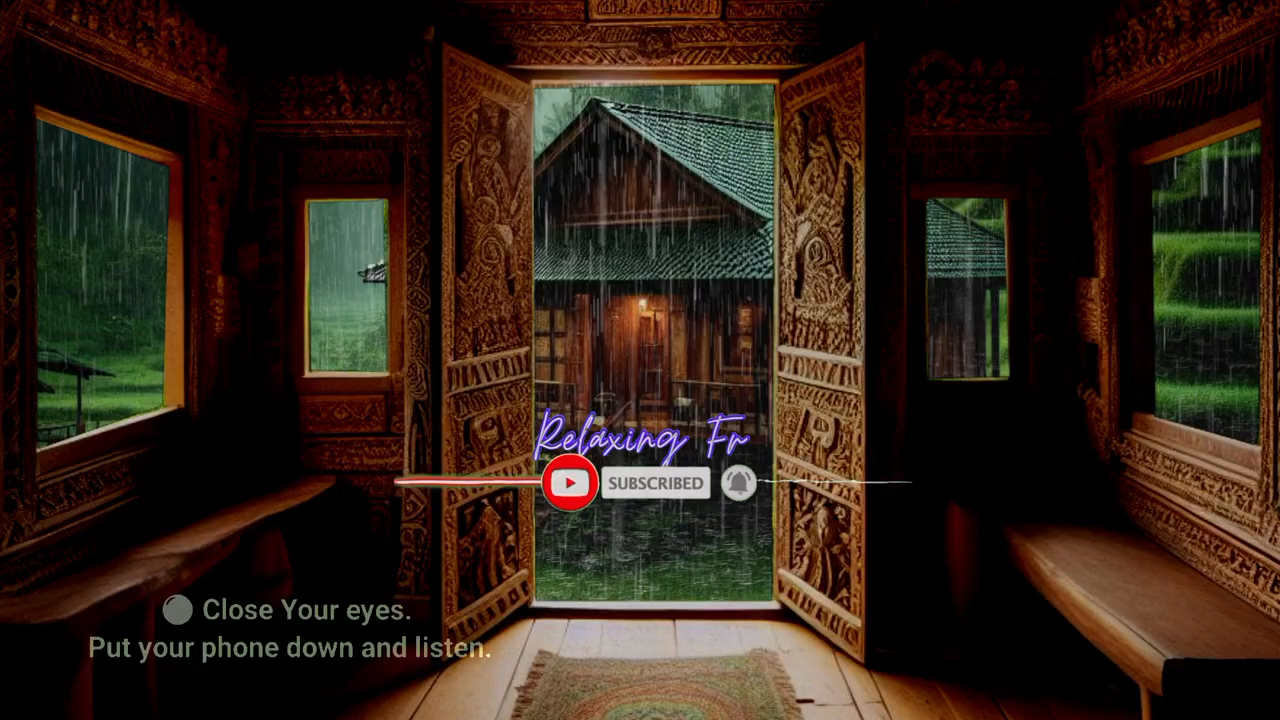 Relaxing Fr
SUBSCRIBED
Close Your eyes.
Put your phone down and listen.